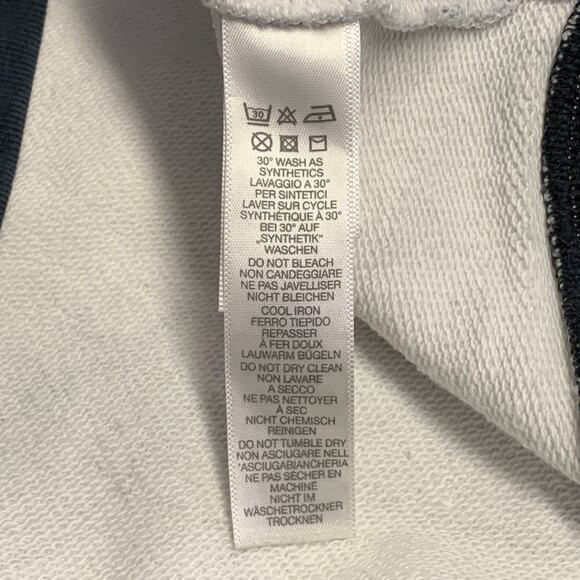 30
30° WASH AS
SYNTHETICS
LAVAGGIO A 30°
PER SINTETICI
LAVER SUR CYCLE
SYNTHÉTIQUE À 30°
BEI 30° AUF
„SYNTHETIK“
WASCHEN
DO NOT BLEACH
NON CANDEGGIARE
NE PAS JAVELLISER
NICHT BLEICHEN
COOL IRON
FERRO TIEPIDO
REPASSER
À FER DOUX
LAUWARM BÜGELN
DO NOT DRY CLEAN
NON LAVARE
A SECCO
NE PAS NETTOYER
À SEC
NICHT CHEMISCH
REINIGEN
DO NOT TUMBLE DRY
NON ASCIUGARE NELL
'ASCIUGABIANCHERIA
NE PAS SÉCHER EN
MACHINE
NICHT IM
WÄSCHETROCKNER
TROCKNEN